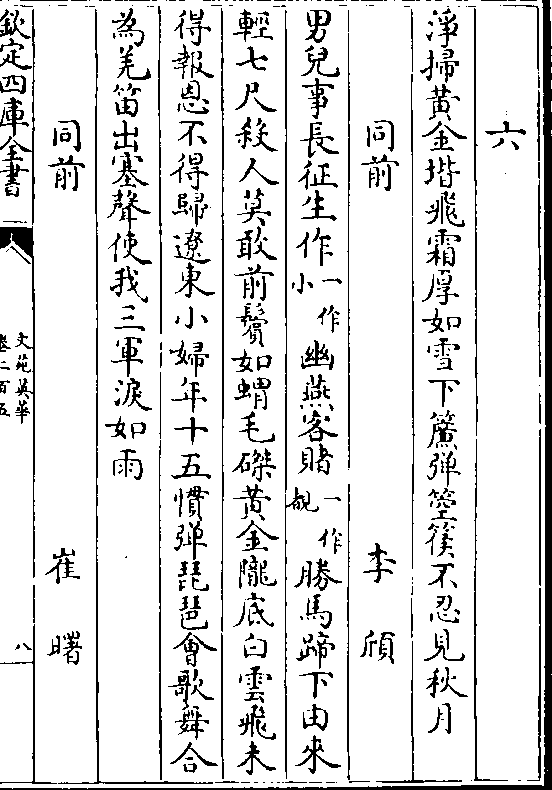 六
淨掃黃金堦飛霜厚如雪下簾彈箜篌不忍見秋月
同前 李頎
男兒事長征生作一作小幽燕客賭一作覩勝馬蹄下由來
輕七尺殺人莫敢前鬢如蝟毛磔黃金隴底白雲飛未
得報恩不得歸遼東小婦年十五慣彈琵琶會歌舞合
為羌笛出塞聲使我三軍淚如雨
同前 崔曙
欽定四庫全書
文苑英華
卷二百五
八